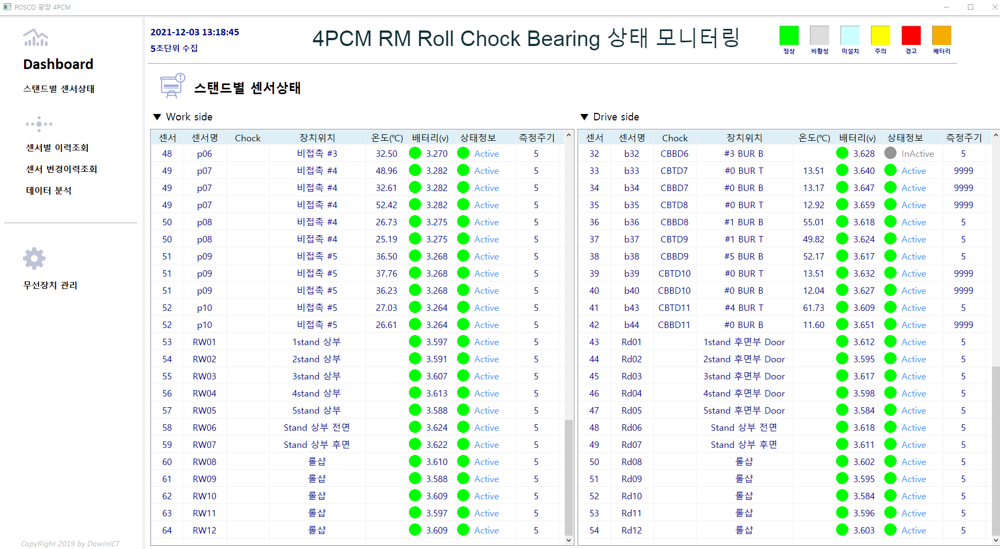 POSCO 광양 4PCM
Dashboard
스탠드별 센서상태
센서별 이력조회
센서 변경이력조회
데이터 분석
무선장치 관리
CopyRight 2019 by DawinICT
2021-12-03 13:18:45
5초단위 수집
4PCM RM Roll Chock Bearing 상태 모니터링
정상 비활성 미설치 주의 경고 배터리
스탠드별 센서상태
▼ Work side
센서 센서명 Chock 장치위치 온도(℃) 배터리(v) 상태정보 측정주기
48 p06 비접촉 #3 32.50 3.270 Active 5
49 p07 비접촉 #4 48.96 3.282 Active 5
49 p07 비접촉 #4 32.61 3.282 Active 5
49 p07 비접촉 #4 52.42 3.282 Active 5
50 p08 비접촉 #4 26.73 3.275 Active 5
50 p08 비접촉 #4 25.19 3.275 Active 5
51 p09 비접촉 #5 36.50 3.268 Active 5
51 p09 비접촉 #5 37.76 3.268 Active 5
51 p09 비접촉 #5 36.23 3.268 Active 5
52 p10 비접촉 #5 27.03 3.264 Active 5
52 p10 비접촉 #5 26.61 3.264 Active 5
53 RW01 1stand 상부 3.597 Active 5
54 RW02 2stand 상부 3.591 Active 5
55 RW03 3stand 상부 3.607 Active 5
56 RW04 4stand 상부 3.613 Active 5
57 RW05 5stand 상부 3.588 Active 5
58 RW06 Stand 상부 전면 3.624 Active 5
59 RW07 Stand 상부 후면 3.622 Active 5
60 RW08 롤샵 3.610 Active 5
61 RW09 롤샵 3.588 Active 5
62 RW10 롤샵 3.609 Active 5
63 RW11 롤샵 3.597 Active 5
64 RW12 롤샵 3.609 Active 5
▼ Drive side
센서 센서명 Chock 장치위치 온도(℃) 배터리(v) 상태정보 측정주기
32 b32 CBBD6 #3 BUR B 3.628 InActive 5
33 b33 CBTD7 #0 BUR T 13.51 3.640 Active 9999
34 b34 CBBD7 #0 BUR B 13.17 3.647 Active 9999
35 b35 CBTD8 #0 BUR T 12.92 3.659 Active 9999
36 b36 CBBD8 #1 BUR B 55.01 3.618 Active 5
37 b37 CBTD9 #1 BUR T 49.82 3.624 Active 5
38 b38 CBBD9 #5 BUR B 52.17 3.617 Active 5
39 b39 CBTD10 #0 BUR T 13.51 3.632 Active 9999
40 b40 CBBD10 #0 BUR B 12.04 3.627 Active 9999
41 b43 CBTD11 #4 BUR T 61.73 3.609 Active 5
42 b44 CBBD11 #0 BUR B 11.60 3.651 Active 9999
43 Rd01 1stand 후면부 Door 3.612 Active 5
44 Rd02 2stand 후면부 Door 3.595 Active 5
45 Rd03 3stand 후면부 Door 3.617 Active 5
46 Rd04 4stand 후면부 Door 3.598 Active 5
47 Rd05 5stand 후면부 Door 3.584 Active 5
48 Rd06 Stand 상부 전면 3.618 Active 5
49 Rd07 Stand 상부 후면 3.611 Active 5
50 Rd08 롤샵 3.602 Active 5
51 Rd09 롤샵 3.595 Active 5
52 Rd10 롤샵 3.584 Active 5
53 Rd11 롤샵 3.596 Active 5
54 Rd12 롤샵 3.603 Active 5